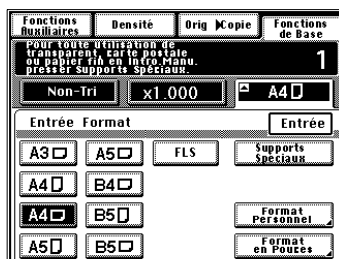 Fonctions Auxiliaires
Densité
Orig ▶Copie
Fonctions de Base
Pour toute utilisation de
transparent, carte postale
ou papier fin en Intro.Manu.
presser Supports Spéciaux.
1
Non-Tri
x1.000
A4
Entrée Format
Entrée
A3 A5 FLS Supports Spéciaux
A4 B4
A4 B5 Format Personnel
A5 B5 Format en Pouces